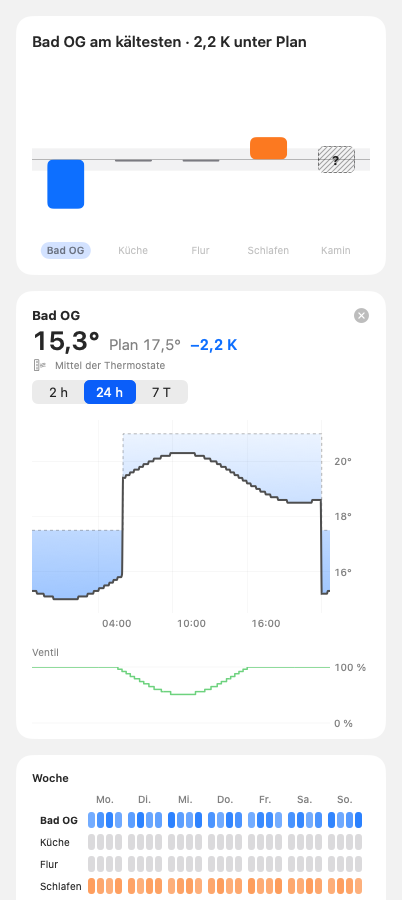 Bad OG am kältesten · 2,2 K unter Plan
?
Bad OG Küche Flur Schlafen Kamin
Bad OG
15,3° Plan 17,5° −2,2 K
Mittel der Thermostate
2 h 24 h 7 T
20°
18°
16°
04:00 10:00 16:00
Ventil
100 %
0 %
Woche
Mo. Di. Mi. Do. Fr. Sa. So.
Bad OG
Küche
Flur
Schlafen